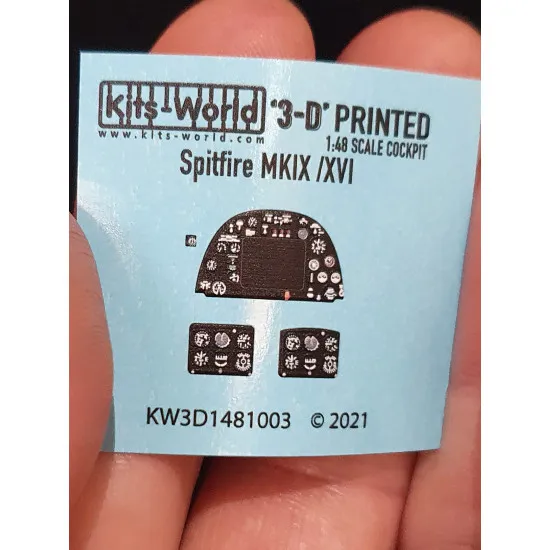 Kits-World '3-D' PRINTED
www.kits-world.com
1:48 SCALE COCKPIT
Spitfire MKIX /XVI
KW3D1481003 © 2021